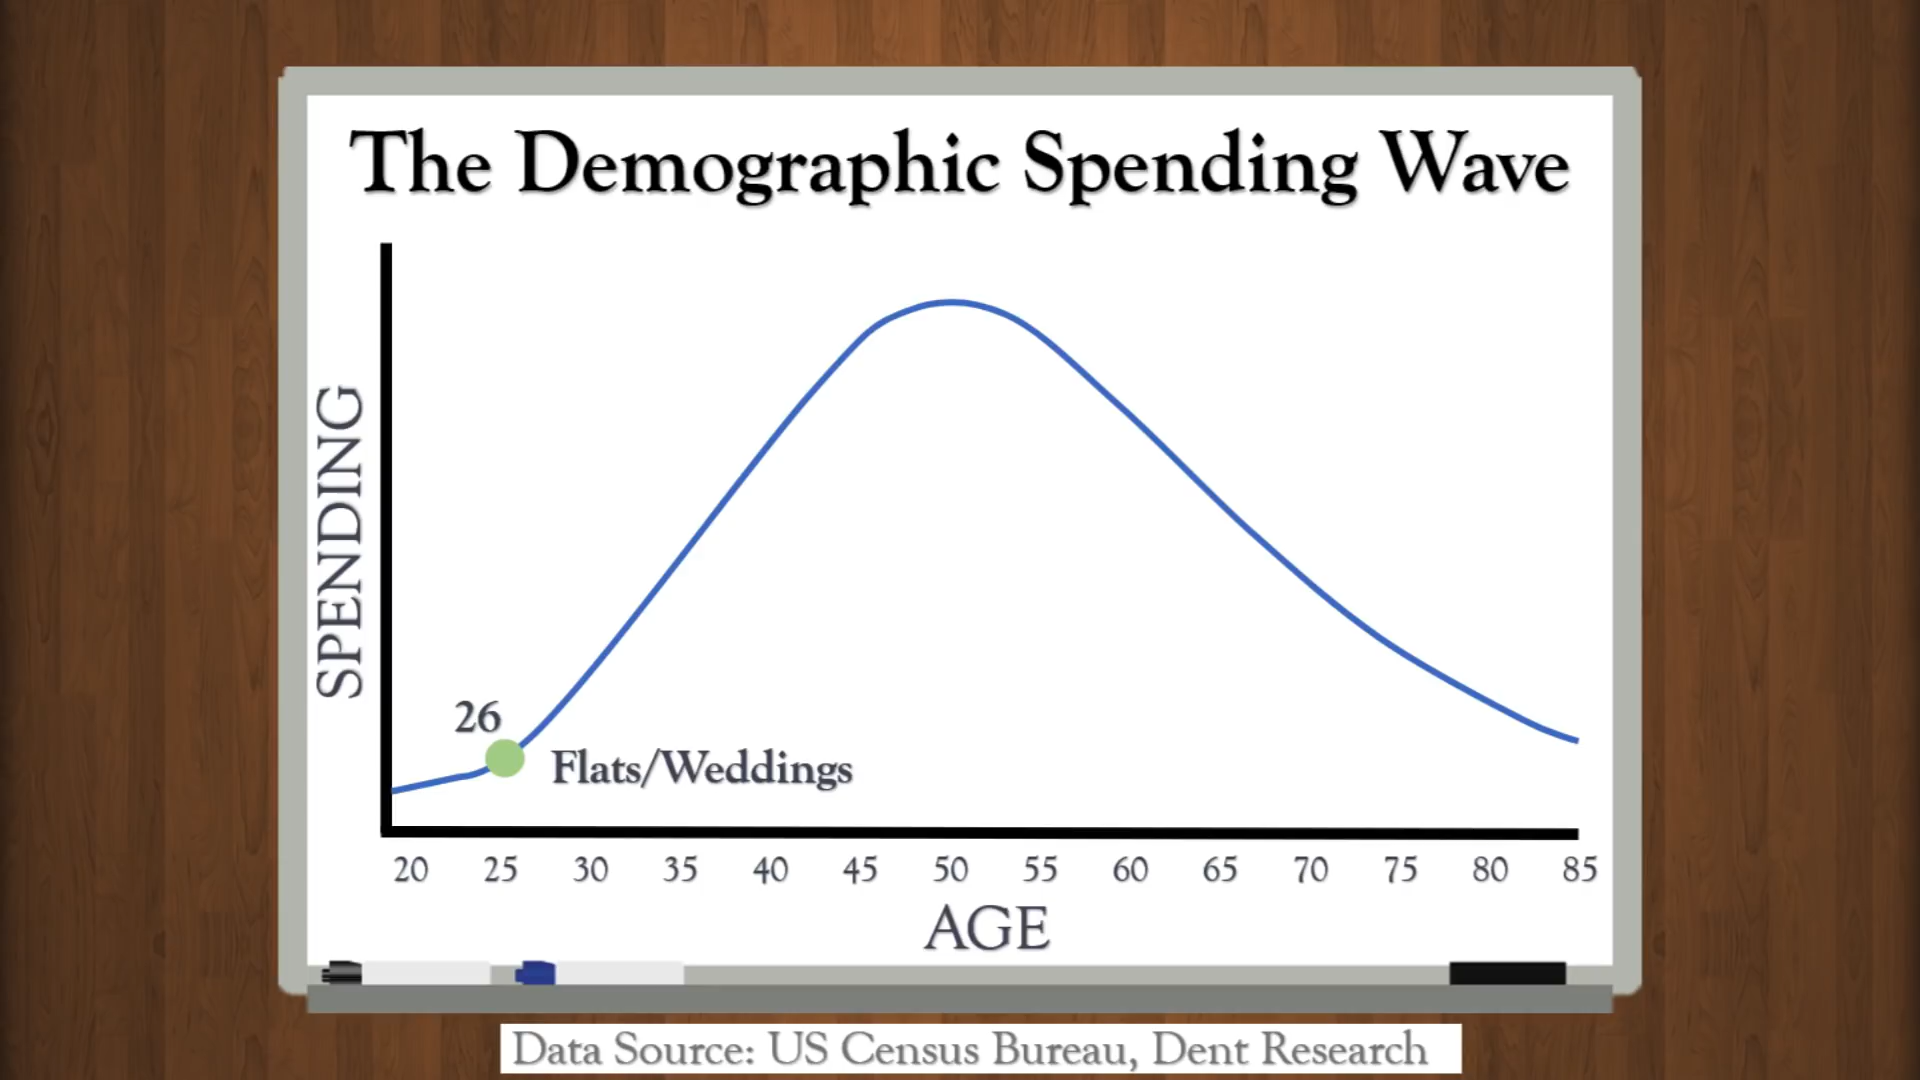 The Demographic Spending Wave
SPENDING
26
Flats/Weddings
20 25 30 35 40 45 50 55 60 65 70 75 80 85
AGE
Data Source: US Census Bureau, Dent Research